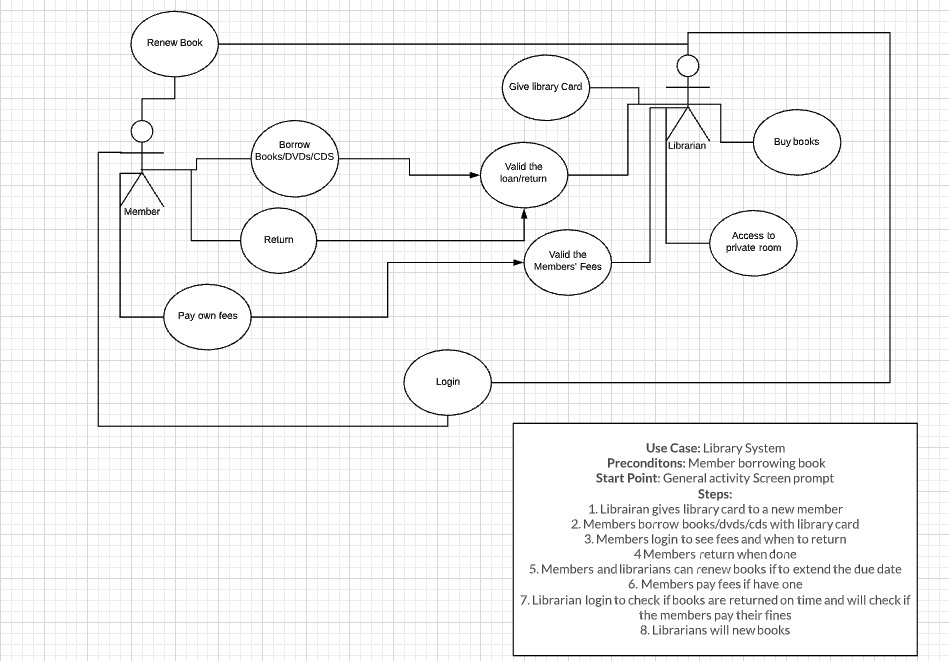 Renew Book
Give library Card
Librarian
Buy books
Borrow
Books/DVDs/CDS
Valid the
loan/return
Member
Return
Access to
private room
Valid the
Members' Fees
Pay own fees
Login
Use Case: Library System
Preconditons: Member borrowing book
Start Point: General activity Screen prompt
Steps:
1. Librairan gives library card to a new member
2. Members borrow books/dvds/cds with library card
3. Members login to see fees and when to return
4 Members return when done
5. Members and librarians can renew books if to extend the due date
6. Members pay fees if have one
7. Librarian login to check if books are returned on time and will check if
the members pay their fines
8. Librarians will new books